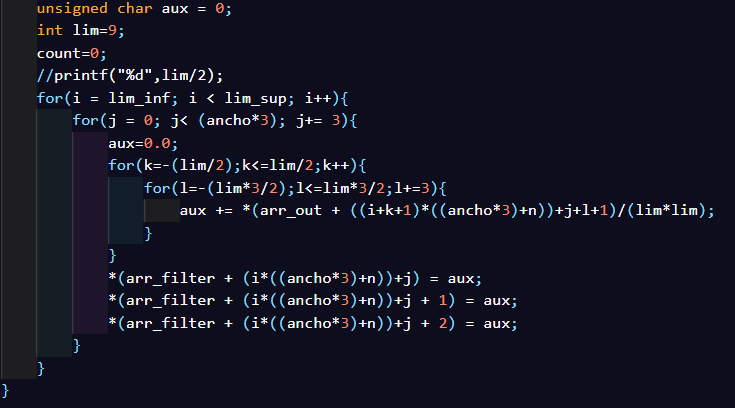 unsigned char aux = 0;
int lim=9;
count=0;
//printf("%d",lim/2);
for(i = lim_inf; i < lim_sup; i++){
for(j = 0; j< (ancho*3); j+= 3){
aux=0.0;
for(k=-(lim/2);k<=lim/2;k++){
for(l=-(lim*3/2);l<=lim*3/2;l+=3){
aux += *(arr_out + ((i+k+1)*((ancho*3)+n))+j+l+1)/(lim*lim);
}
}
*(arr_filter + (i*((ancho*3)+n))+j) = aux;
*(arr_filter + (i*((ancho*3)+n))+j + 1) = aux;
*(arr_filter + (i*((ancho*3)+n))+j + 2) = aux;
}
}
}